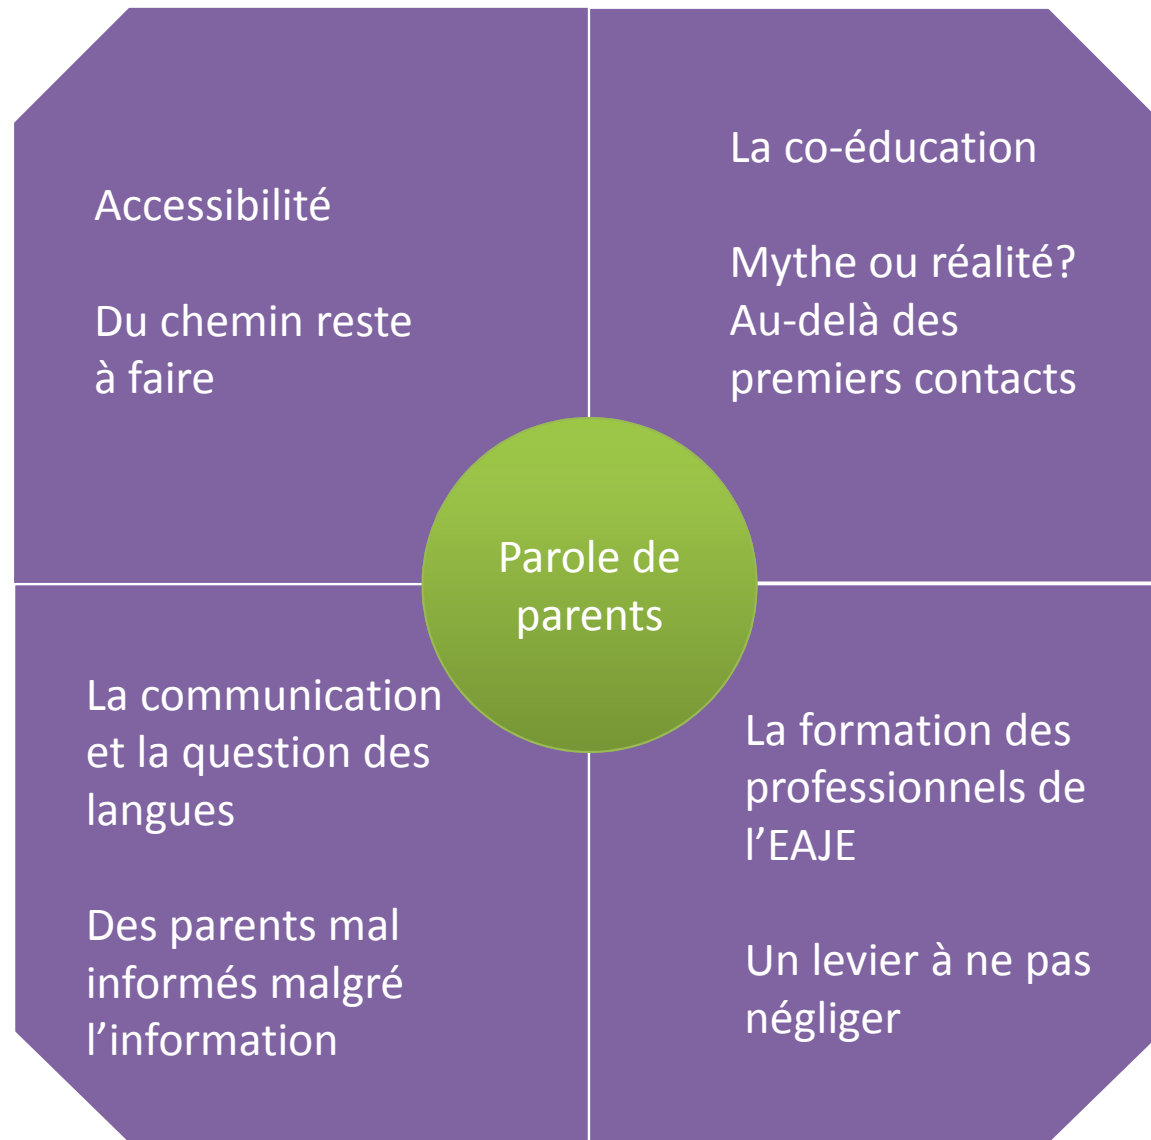 Accessibilité
Du chemin reste
à faire
La co-éducation
Mythe ou réalité?
Au-delà des
premiers contacts
Parole de
parents
La communication
et la question des
langues
Des parents mal
informés malgré
l’information
La formation des
professionnels de
l’EAJE
Un levier à ne pas
négliger